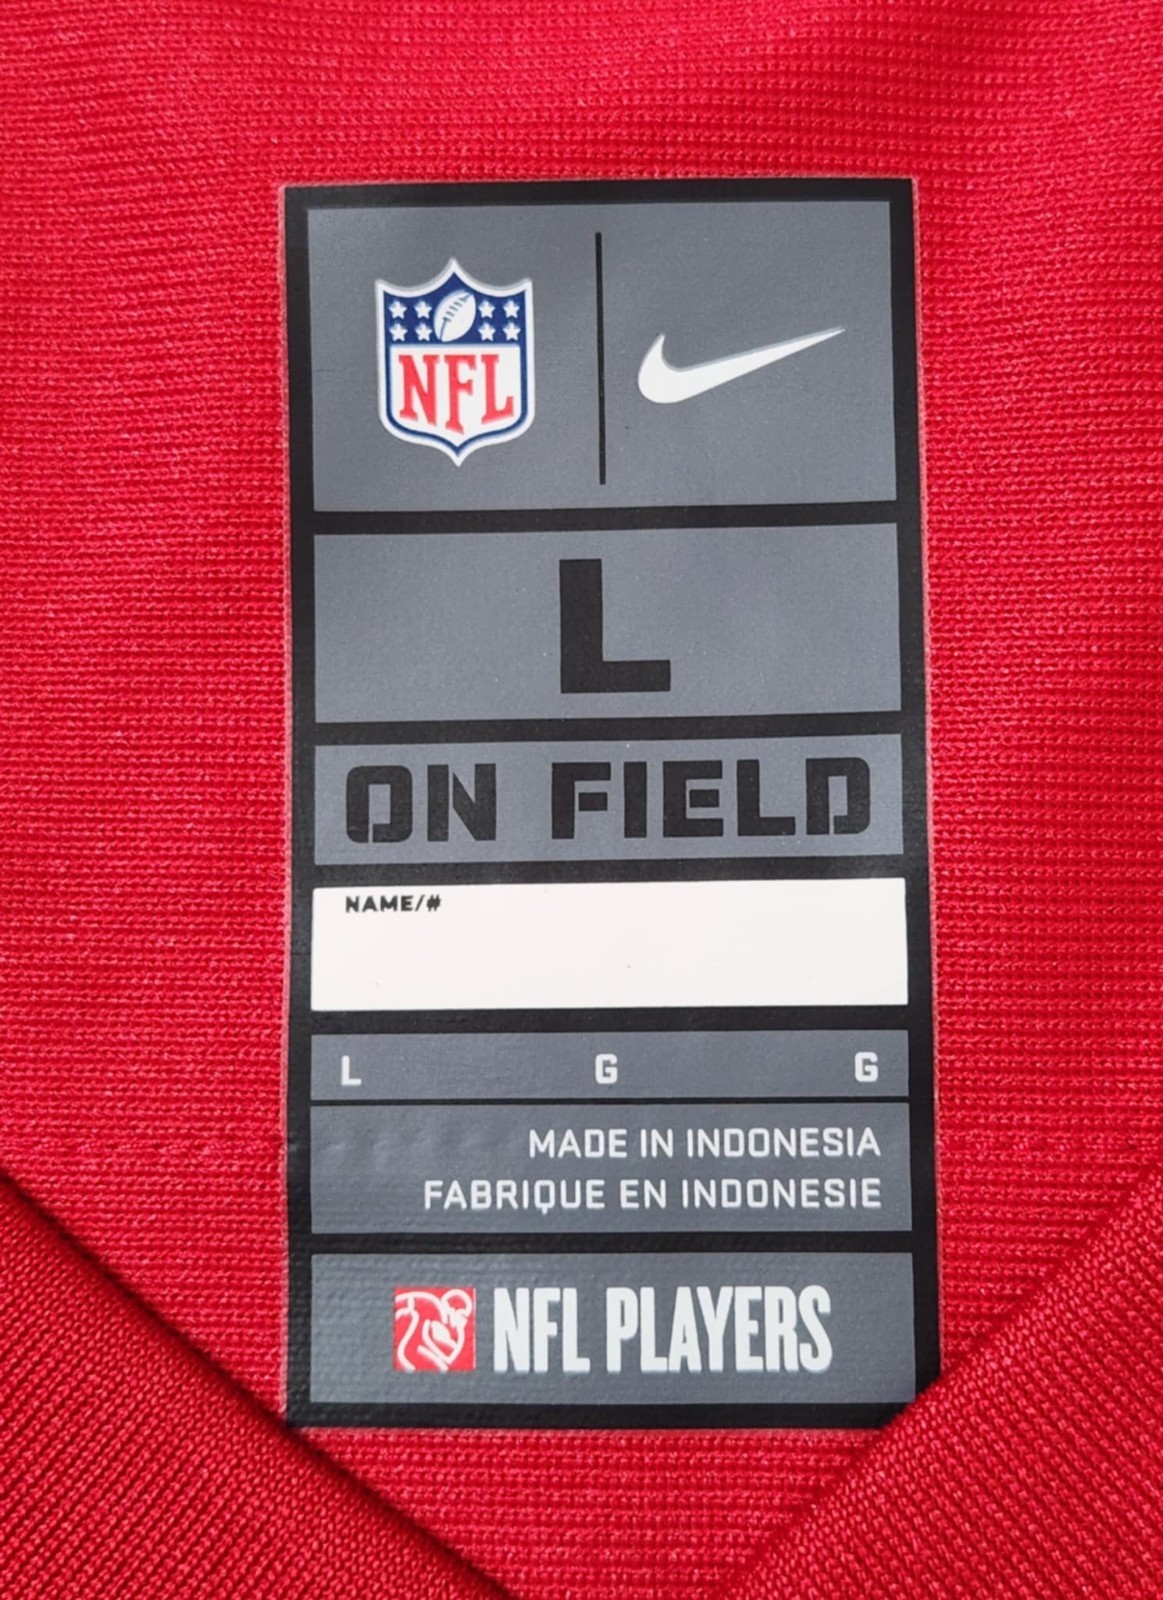 NFL
L
ON FIELD
NAME/#
L G G
MADE IN INDONESIA
FABRIQUE EN INDONESIE
NFL PLAYERS